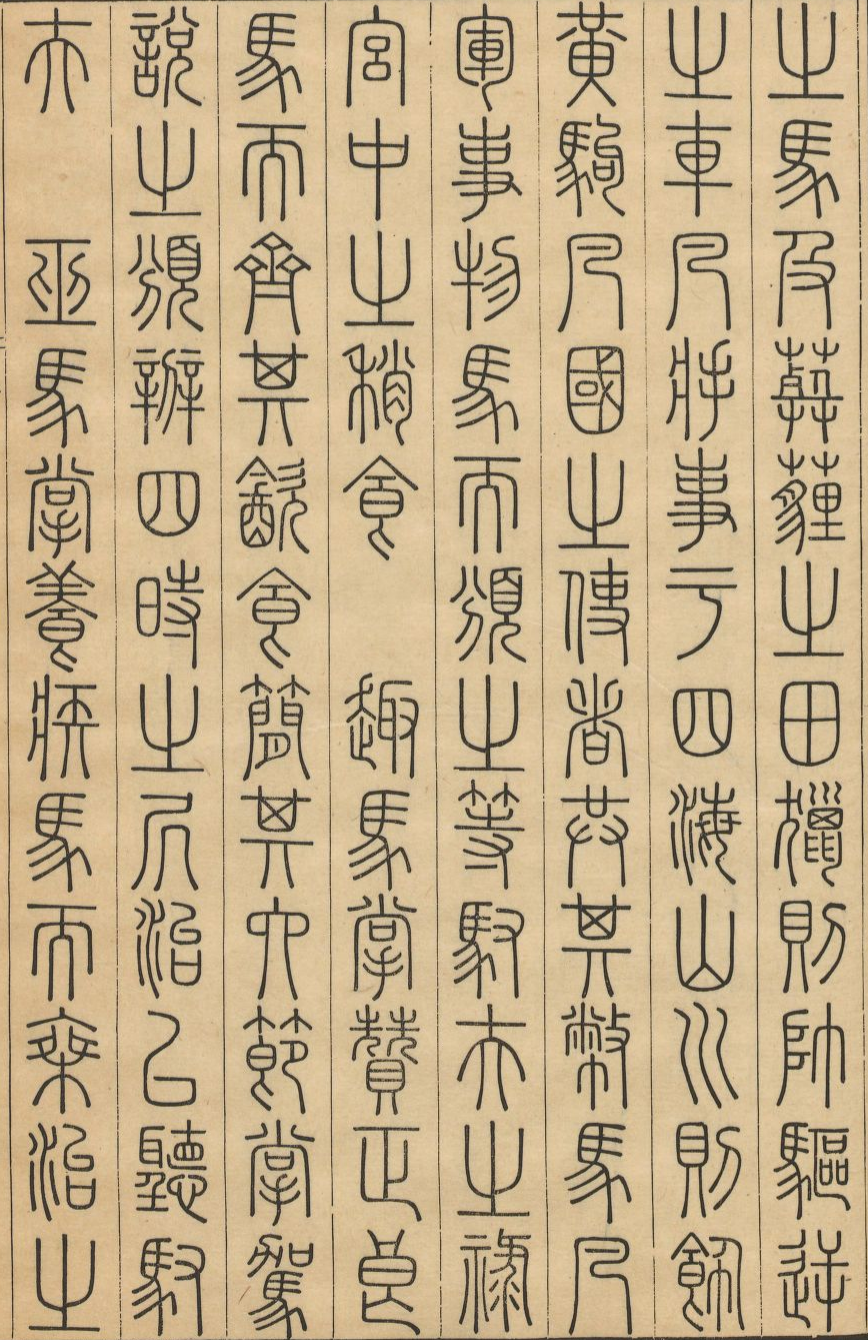 之馬及葬薶之田獵則帥驅逆
之車凡將事于四海山川則飾
黃駒凡國之使者共其幣馬凡
軍事物馬而頒之等馭夫之祿
宮中之稍食　趣馬掌贊正良
馬而齊其飲食簡其六節掌駕
說之頒辨四時之凥治以聽馭
夫　巫馬掌養疾馬而乘治之